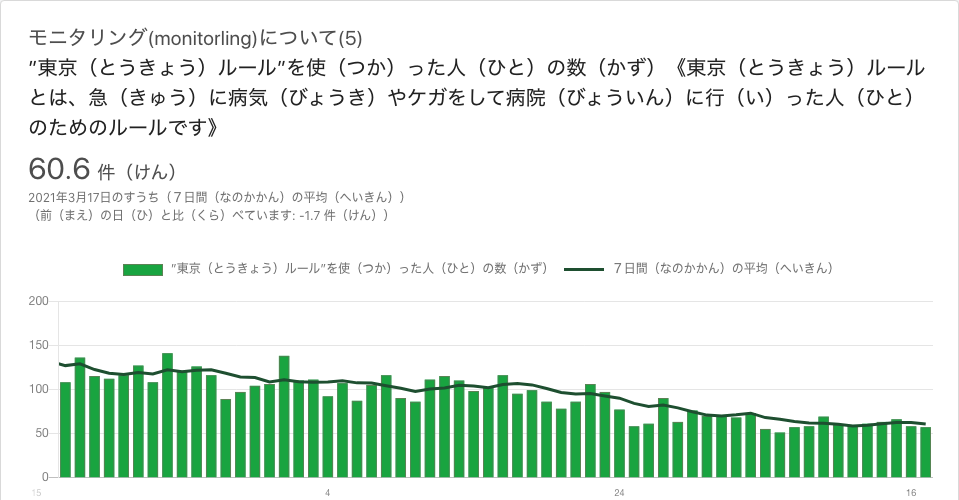 モニタリング(monitorling)について(5)
”東京（とうきょう）ルール”を使（つか）った人（ひと）の数（かず）《東京（とうきょう）ルール
とは、急（きゅう）に病気（びょうき）やケガをして病院（びょういん）に行（い）った人（ひと）
のためのルールです》
60.6 件（けん）
2021年3月17日のすうち（７日間（なのかかん）の平均（へいきん））
（前（まえ）の日（ひ）と比（くら）べています: -1.7 件（けん））
”東京（とうきょう）ルール”を使（つか）った人（ひと）の数（かず） ７日間（なのかかん）の平均（へいきん）
200
150
100
50
0
15 4 24 16